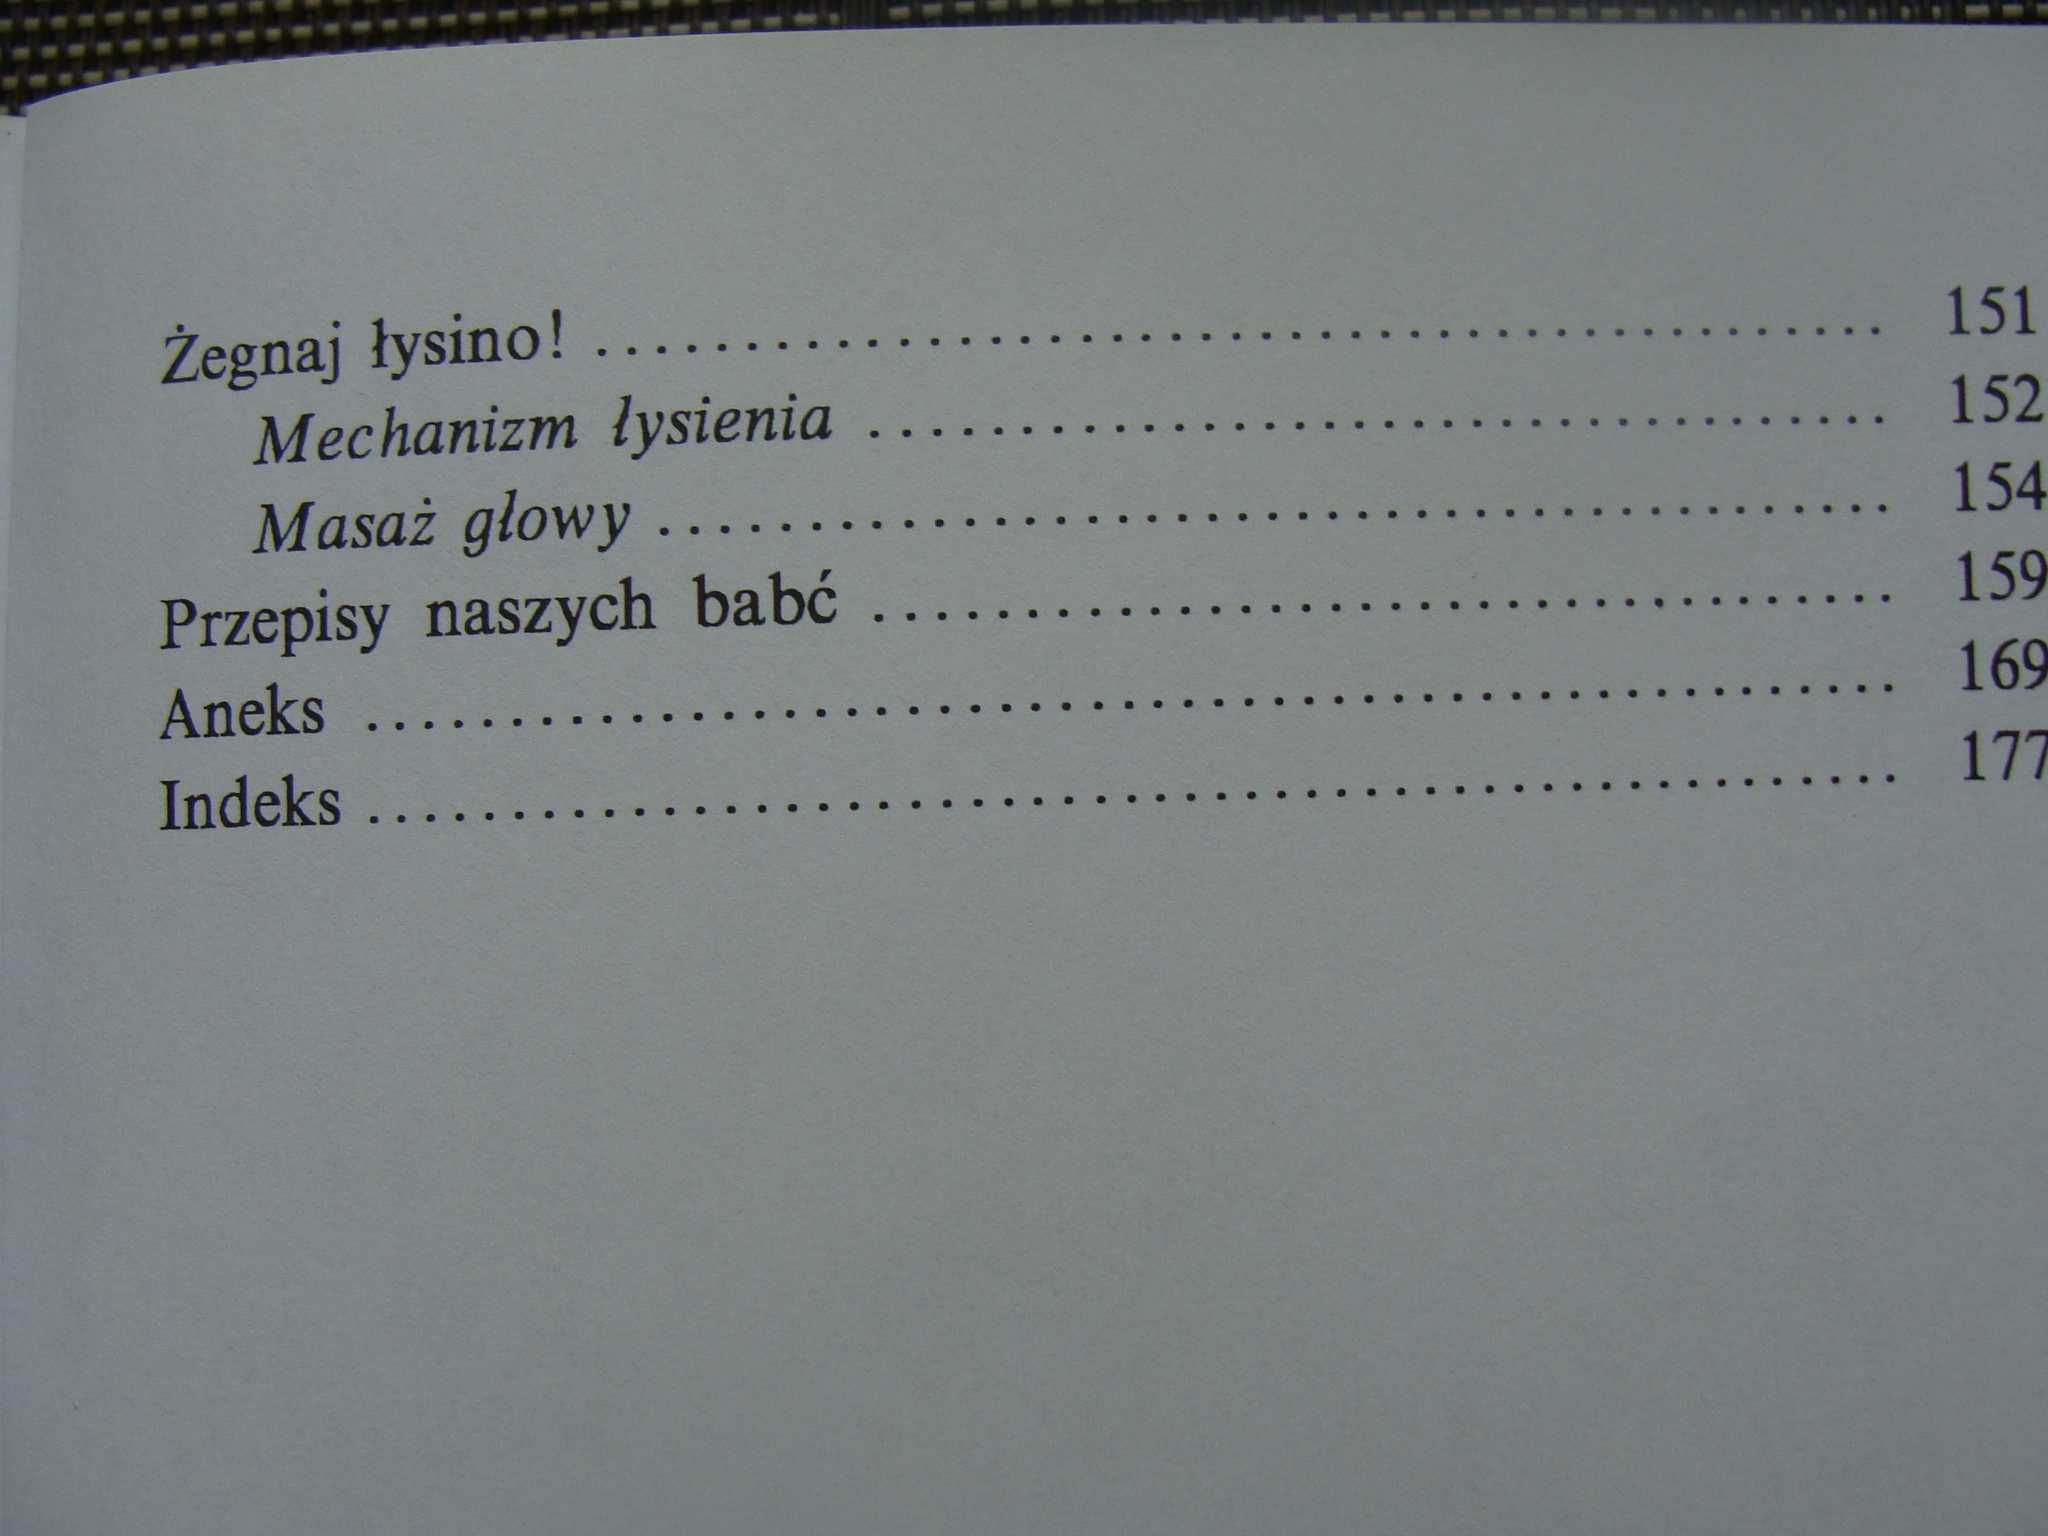 Żegnaj łysino! ........................................... 151
Mechanizm łysienia .................................. 152
Masaż głowy ......................................... 154
Przepisy naszych babć .................................. 159
Aneks ................................................... 169
Indeks ................................................... 177